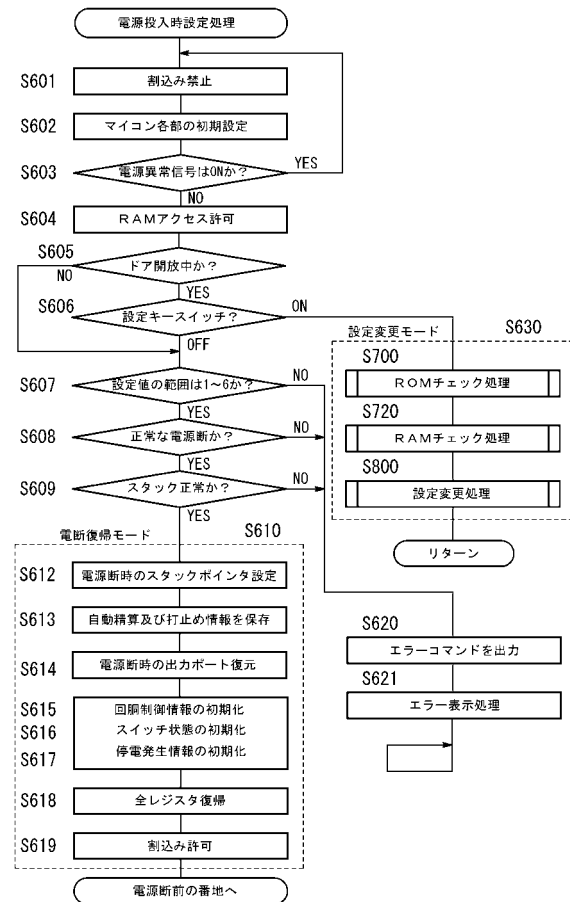 電源投入時設定処理
S601
割込み禁止
S602
マイコン各部の初期設定
S603
電源異常信号はONか?
YES
NO
S604
RAMアクセス許可
S605
ドア開放中か?
NO
YES
S606
設定キースイッチ?
ON
OFF
S607
設定値の範囲は1~6か?
NO
YES
S608
正常な電源断か?
NO
YES
S609
スタック正常か?
NO
YES
設定変更モード
S630
S700
ROMチェック処理
S720
RAMチェック処理
S800
設定変更処理
リターン
電断復帰モード
S610
S612
電源断時のスタックポインタ設定
S613
自動精算及び打止め情報を保存
S614
電源断時の出力ポート復元
S615
回胴制御情報の初期化
S616
スイッチ状態の初期化
S617
停電発生情報の初期化
S618
全レジスタ復帰
S619
割込み許可
電源断前の番地へ
S620
エラーコマンドを出力
S621
エラー表示処理